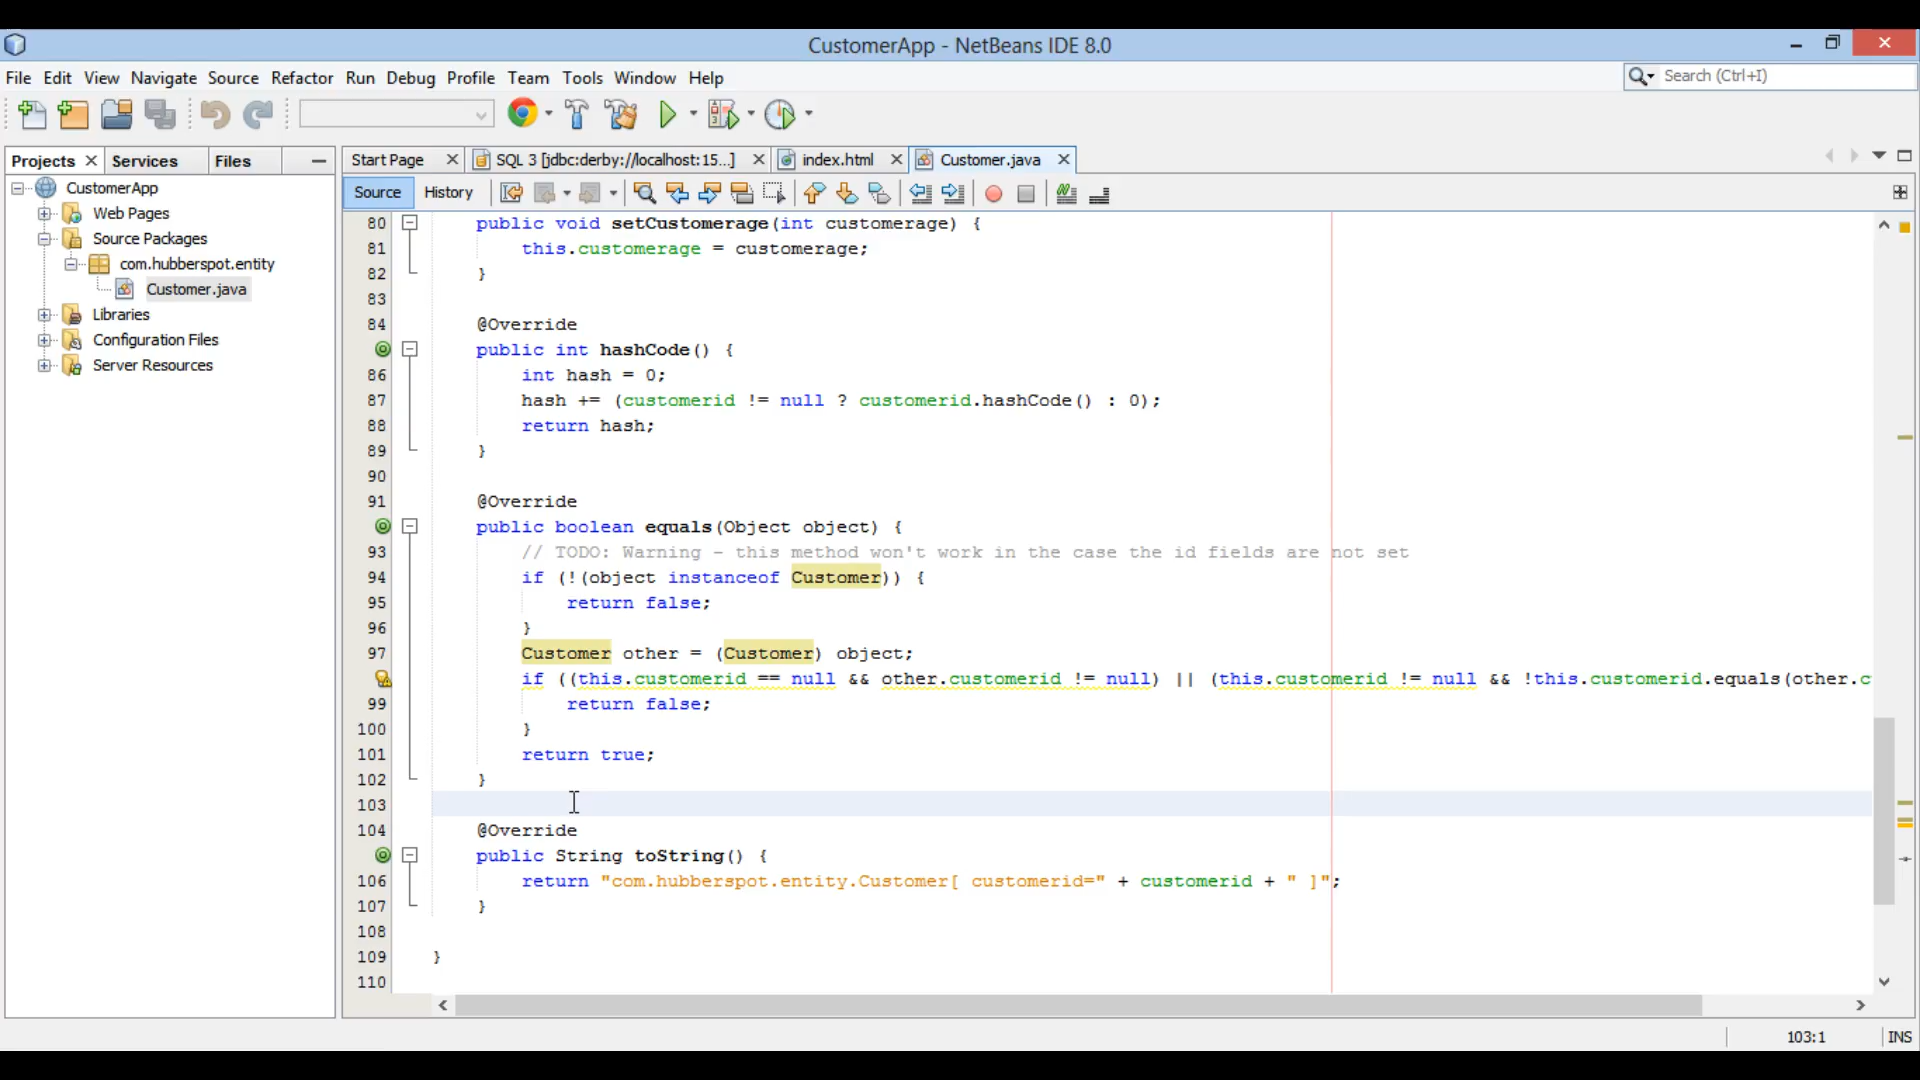 CustomerApp - NetBeans IDE 8.0
File Edit View Navigate Source Refactor Run Debug Profile Team Tools Window Help
Search (Ctrl+I)
Projects Services Files
Start Page SQL 3 [jdbc:derby://localhost:15...] index.html Customer.java
Source History
CustomerApp
Web Pages
Source Packages
com.hubberspot.entity
Customer.java
Libraries
Configuration Files
Server Resources
80 public void setCustomerage(int customerage) {
81 this.customerage = customerage;
82 }
83
84 @Override
public int hashCode() {
86 int hash = 0;
87 hash += (customerid != null ? customerid.hashCode() : 0);
88 return hash;
89 }
90
91 @Override
public boolean equals(Object object) {
93 // TODO: Warning - this method won't work in the case the id fields are not set
94 if (!(object instanceof Customer)) {
95 return false;
96 }
97 Customer other = (Customer) object;
if ((this.customerid == null && other.customerid != null) || (this.customerid != null && !this.customerid.equals(other.c
99 return false;
100 }
101 return true;
102 }
103
104 @Override
public String toString() {
106 return "com.hubberspot.entity.Customer[ customerid=" + customerid + " ]";
107 }
108
109 }
110
103:1 INS